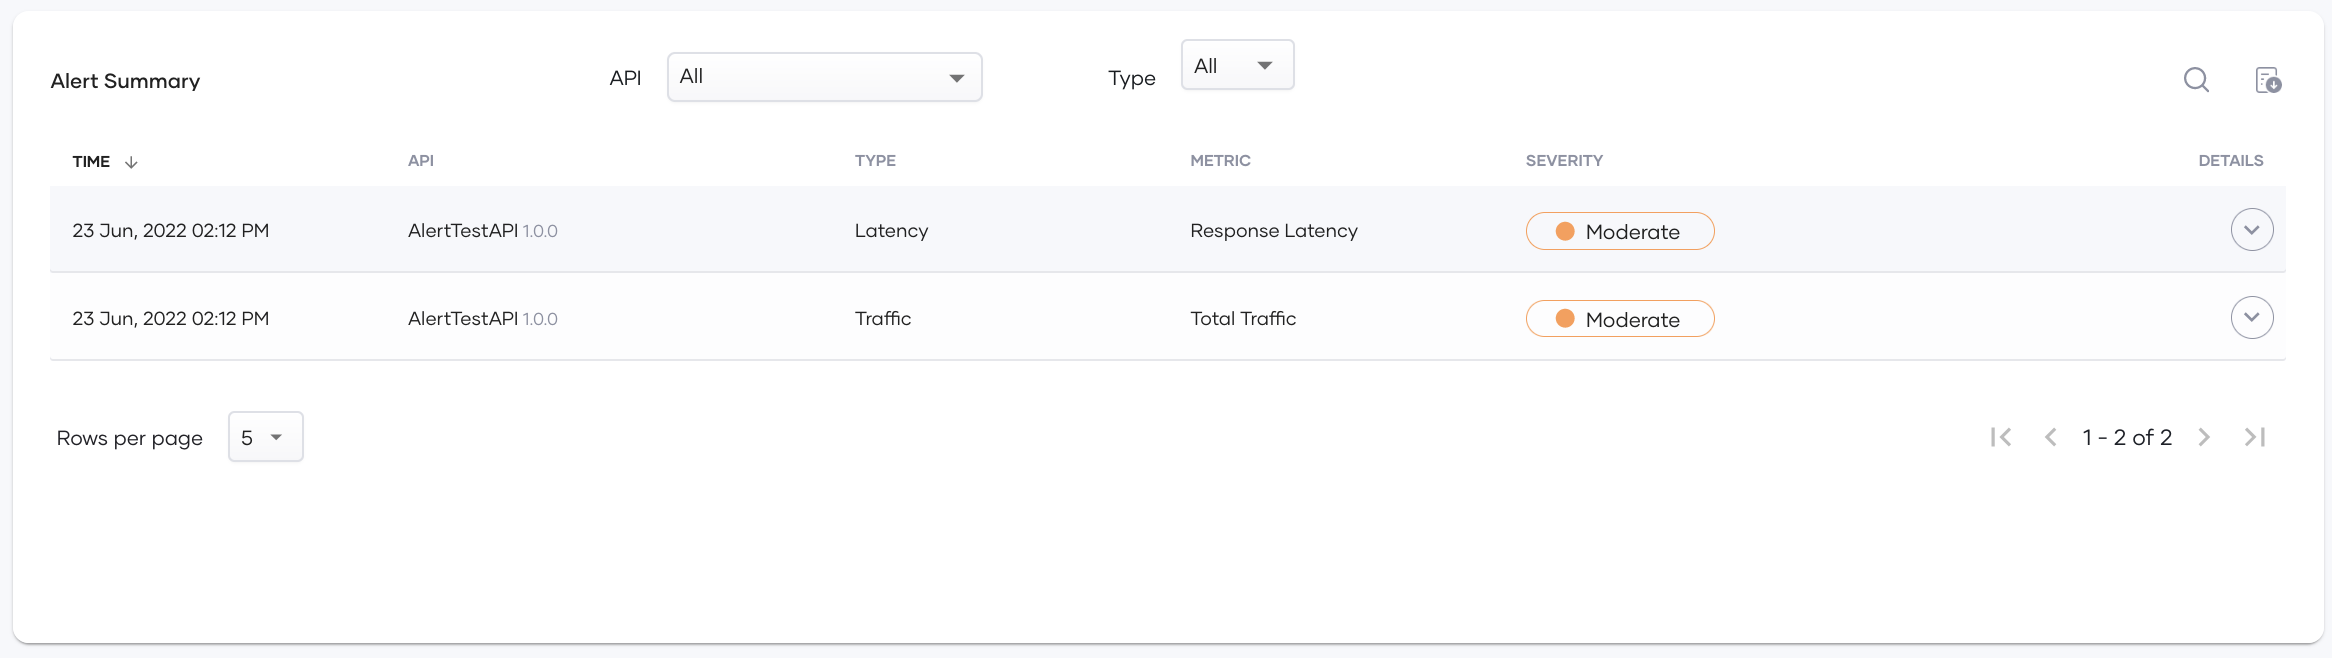 Alert Summary API All Type All
TIME API TYPE METRIC SEVERITY DETAILS
23 Jun, 2022 02:12 PM AlertTestAPI 1.0.0 Latency Response Latency Moderate
23 Jun, 2022 02:12 PM AlertTestAPI 1.0.0 Traffic Total Traffic Moderate
Rows per page 5 1 - 2 of 2